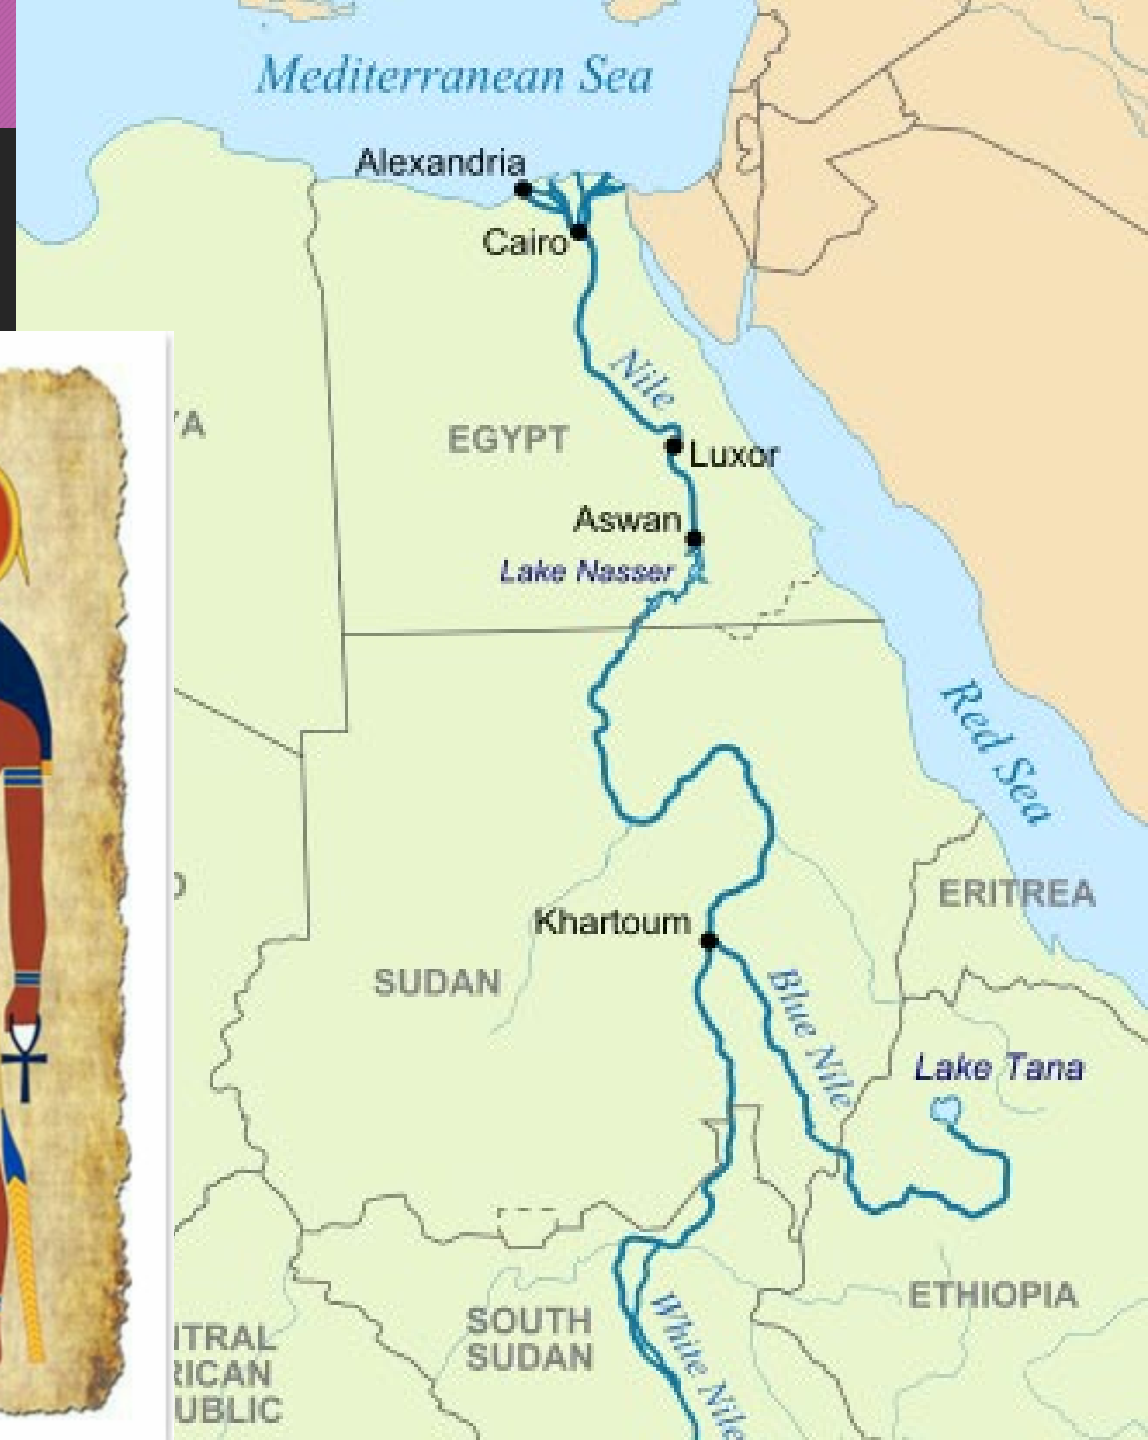 Mediterranean Sea
Alexandria
Cairo
Nile
EGYPT
Luxor
Aswan
Lake Nasser
Red Sea
ERITREA
Khartoum
SUDAN
Blue Nile
Lake Tana
ETHIOPIA
SOUTH
SUDAN
White Nile
UBLIC